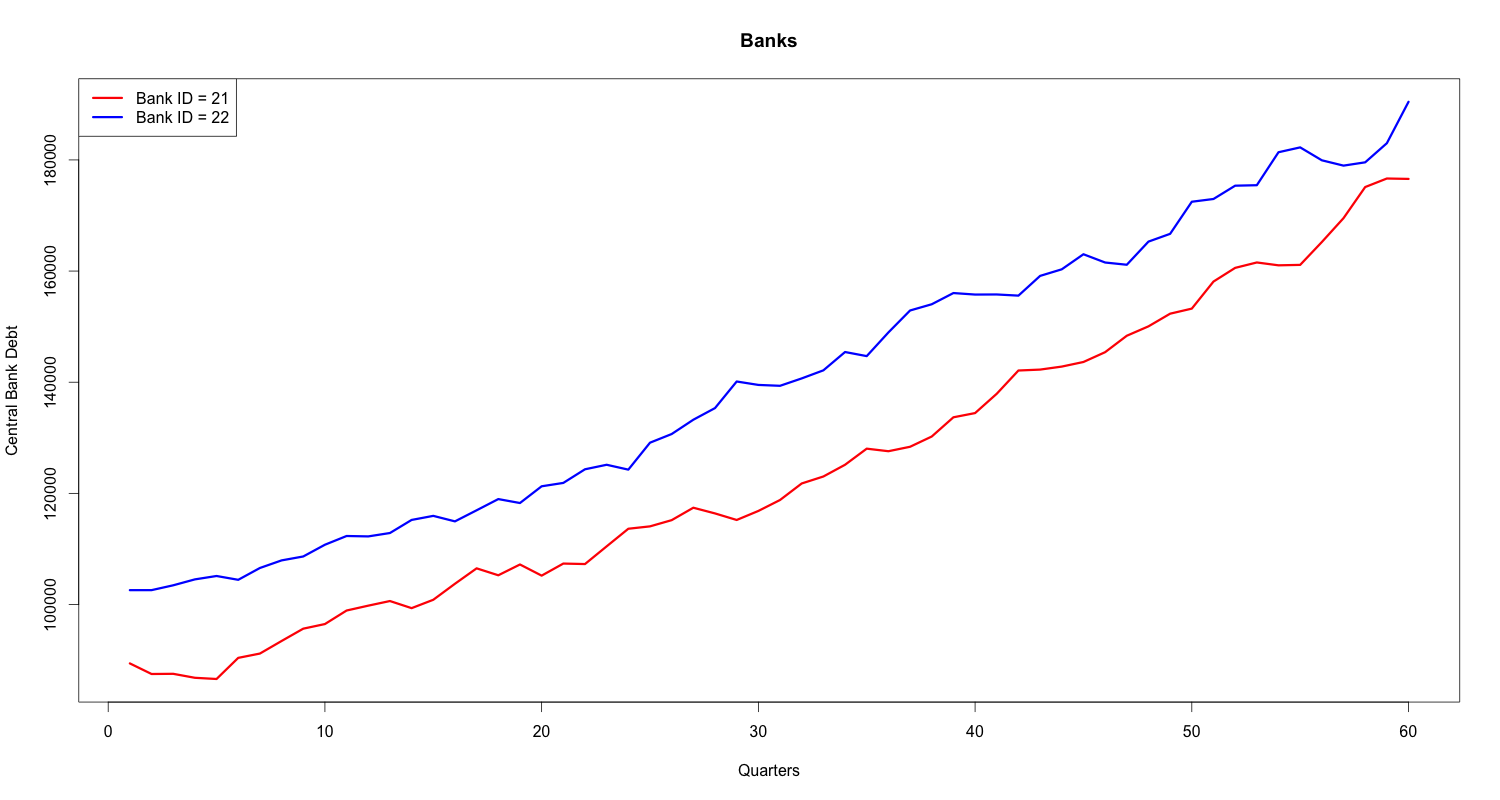 Banks
Bank ID = 21
Bank ID = 22
Central Bank Debt
180000
160000
140000
120000
100000
0 10 20 30 40 50 60
Quarters